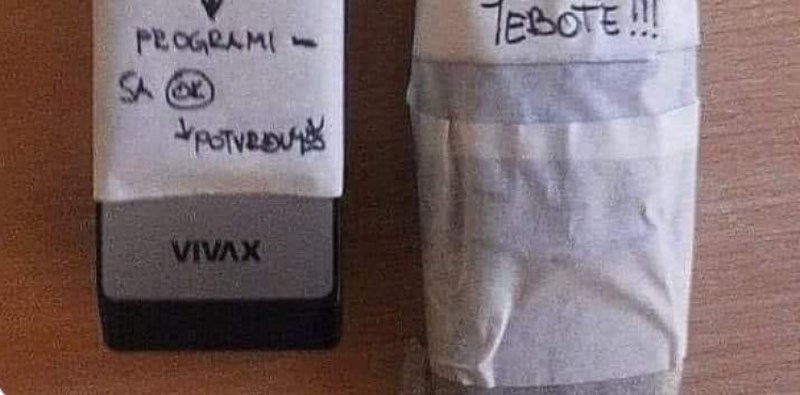 PROGRAMI –
SA OK
POTVRĐUJEŠ
VIVAX
TEBOTE!!!